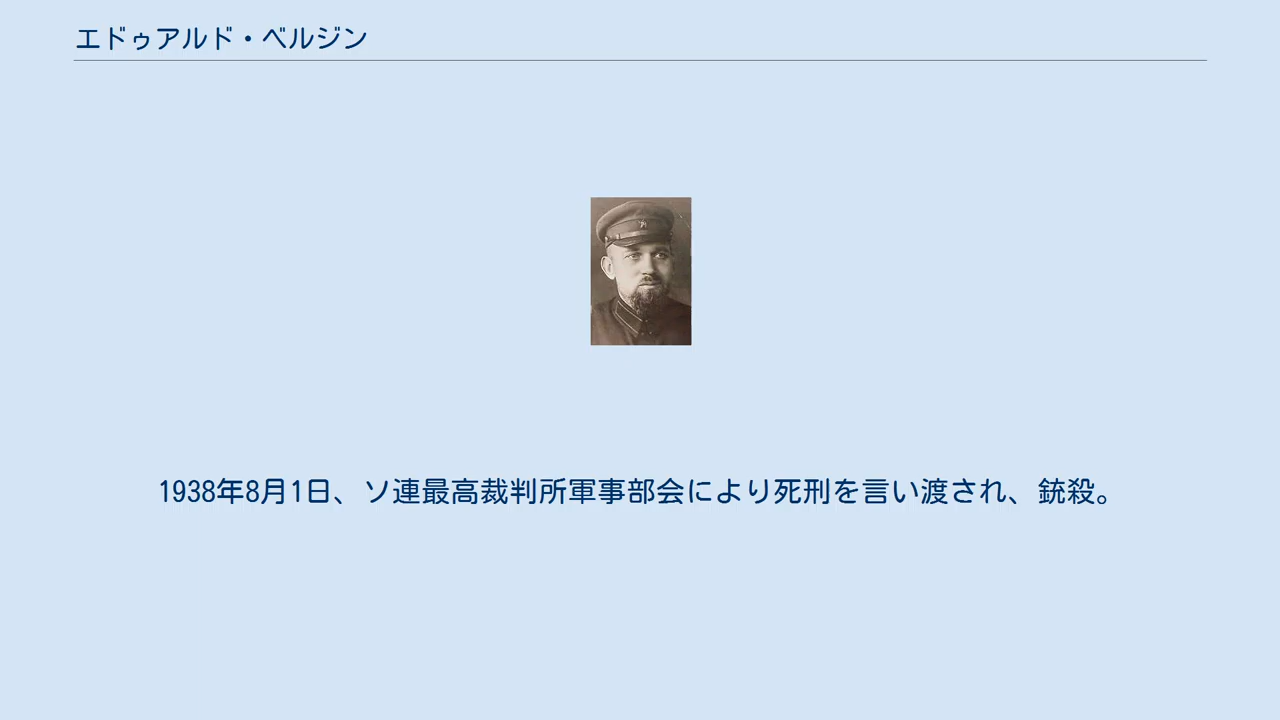 エドゥアルド・ベルジン
1938年8月1日、ソ連最高裁判所軍事部会により死刑を言い渡され、銃殺。